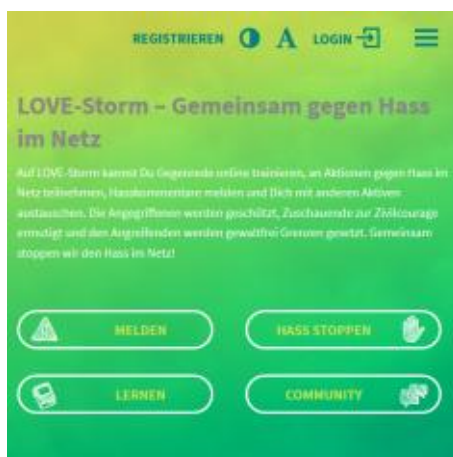 REGISTRIEREN A LOGIN
LOVE-Storm – Gemeinsam gegen Hass
im Netz
Auf LOVE-Storm kannst Du Gegenrede online trainieren, an Aktionen gegen Hass im
Netz teilnehmen, Hasskommentare melden und Dich mit anderen Aktiven
austauschen. Die Angegriffenen werden geschützt, Zuschauende zur Zivilcourage
ermutigt und den Angreifenden werden gewaltfrei Grenzen gesetzt. Gemeinsam
stoppen wir den Hass im Netz!
MELDEN HASS STOPPEN
LERNEN COMMUNITY